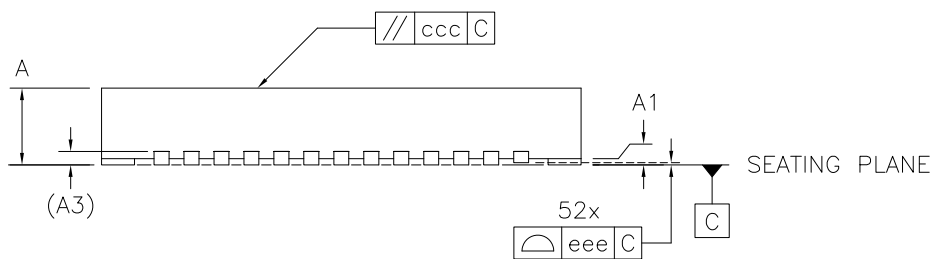 // ccc C
A
A1
SEATING PLANE
(A3)
52x
C
⌓ eee C